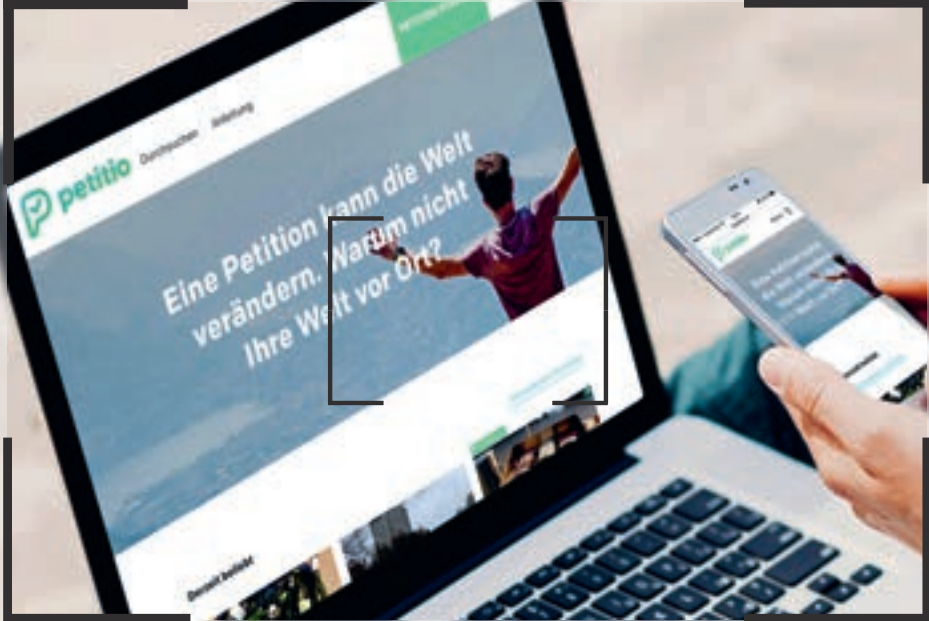 petitio
Durchsuchen Anleitung
Eine Petition kann die Welt
verändern. Warum nicht
Ihre Welt vor Ort?
Derzeit beliebt